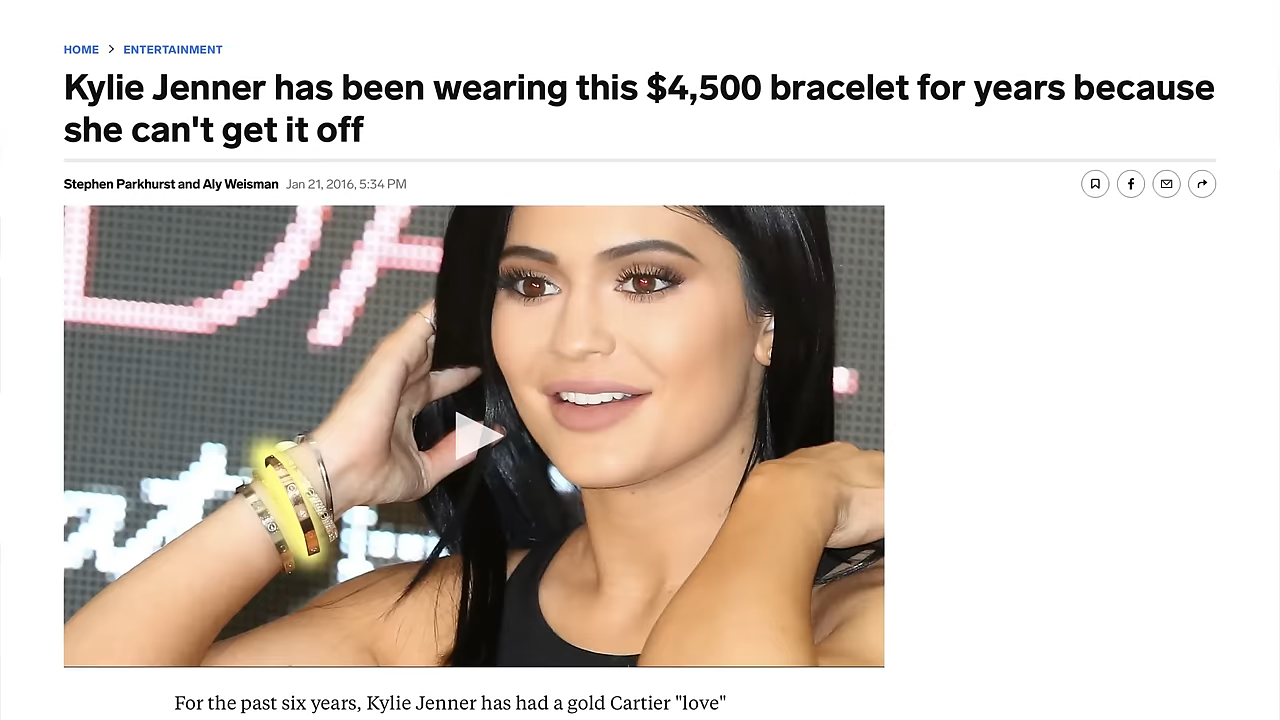 HOME > ENTERTAINMENT
Kylie Jenner has been wearing this $4,500 bracelet for years because
she can't get it off
Stephen Parkhurst and Aly Weisman Jan 21, 2016, 5:34 PM
DA
For the past six years, Kylie Jenner has had a gold Cartier "love"